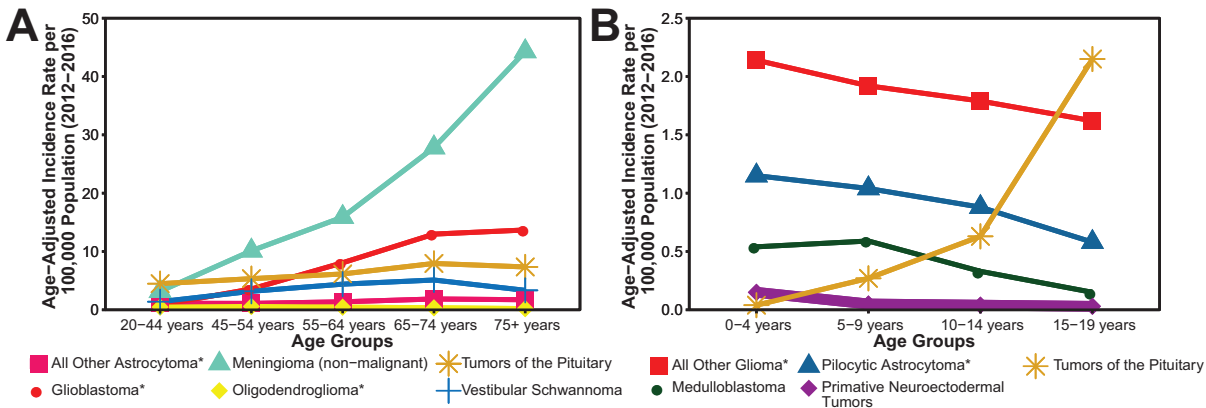 A
Age−Adjusted Incidence Rate per
100,000 Population (2012−2016)
50
40
30
20
10
0
20−44 years
45−54 years
55−64 years
65−74 years
75+ years
Age Groups
All Other Astrocytoma*
Meningioma (non−malignant)
Tumors of the Pituitary
Glioblastoma*
Oligodendroglioma*
Vestibular Schwannoma
B
Age−Adjusted Incidence Rate per
100,000 Population (2012−2016)
2.5
2.0
1.5
1.0
0.5
0.0
0−4 years
5−9 years
10−14 years
15−19 years
Age Groups
All Other Glioma*
Pilocytic Astrocytoma*
Tumors of the Pituitary
Medulloblastoma
Primative Neuroectodermal
Tumors